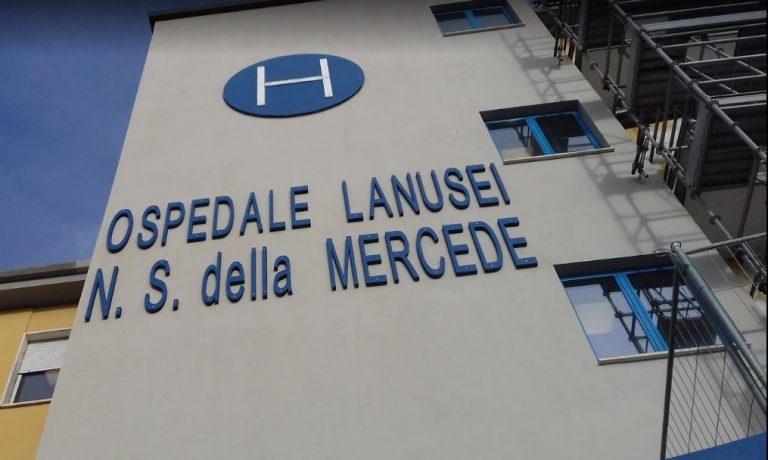 H
OSPEDALE LANUSEI
N. S. della MERCEDE